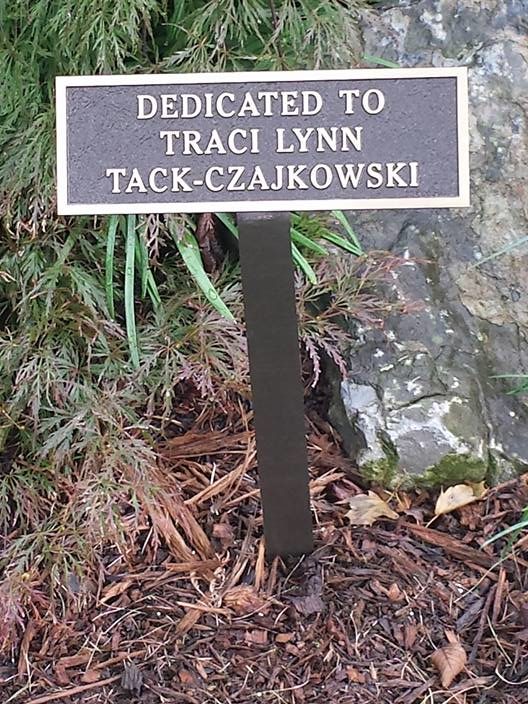 DEDICATED TO
TRACI LYNN
TACK-CZAJKOWSKI